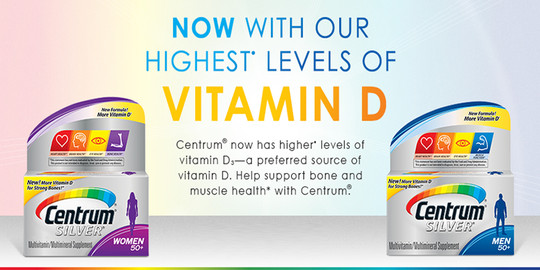 NOW WITH OUR
HIGHEST* LEVELS OF
VITAMIN D
Centrum® now has higher* levels of
vitamin D₃—a preferred source of
vitamin D. Help support bone and
muscle health* with Centrum®
New Formula!
More Vitamin D*
New! More Vitamin D
for Strong Bones!*
Centrum®
SILVER®
Multivitamin/Multimineral Supplement
WOMEN
50+
New Formula!
More Vitamin D*
New! More Vitamin D
for Strong Bones!*
Centrum®
SILVER®
Multivitamin/Multimineral Supplement
MEN
50+